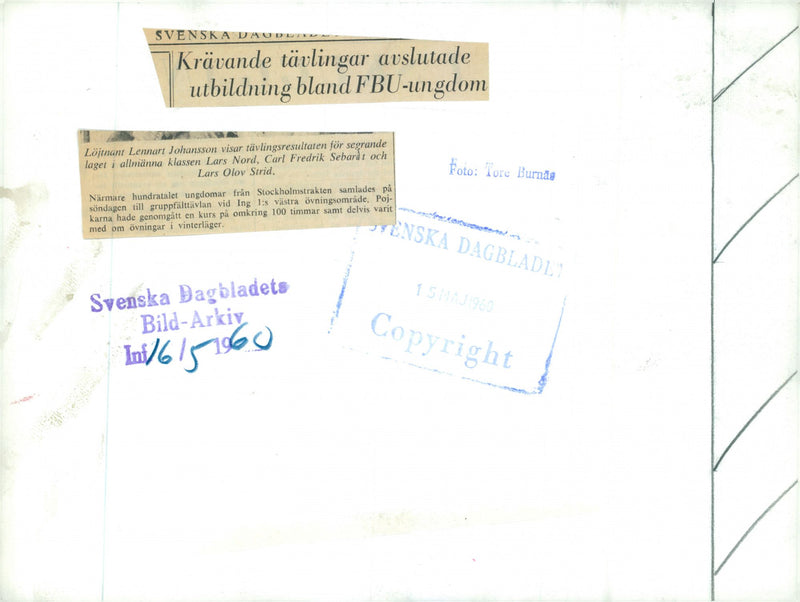 SVENSKA DAGBLADET
Krävande tävlingar avslutade
utbildning bland FBU-ungdom
Löjtnant Lennart Johansson visar tävlingsresultaten för segrande
laget i allmänna klassen Lars Nord, Carl Fredrik Sebaråt och
Lars Olov Strid.
Närmare hundratalet ungdomar från Stockholmstrakten samlades på
söndagen till gruppfälttävlan vid Ing 1:s västra övningsområde. Poj-
karna hade genomgått en kurs på omkring 100 timmar samt delvis varit
med om övningar i vinterläger.
Foto: Tore Burnäs
SVENSKA DAGBLADET
15 MAJ 1960
Copyright
Svenska Dagbladets
Bild-Arkiv
Inf 16/5 1960